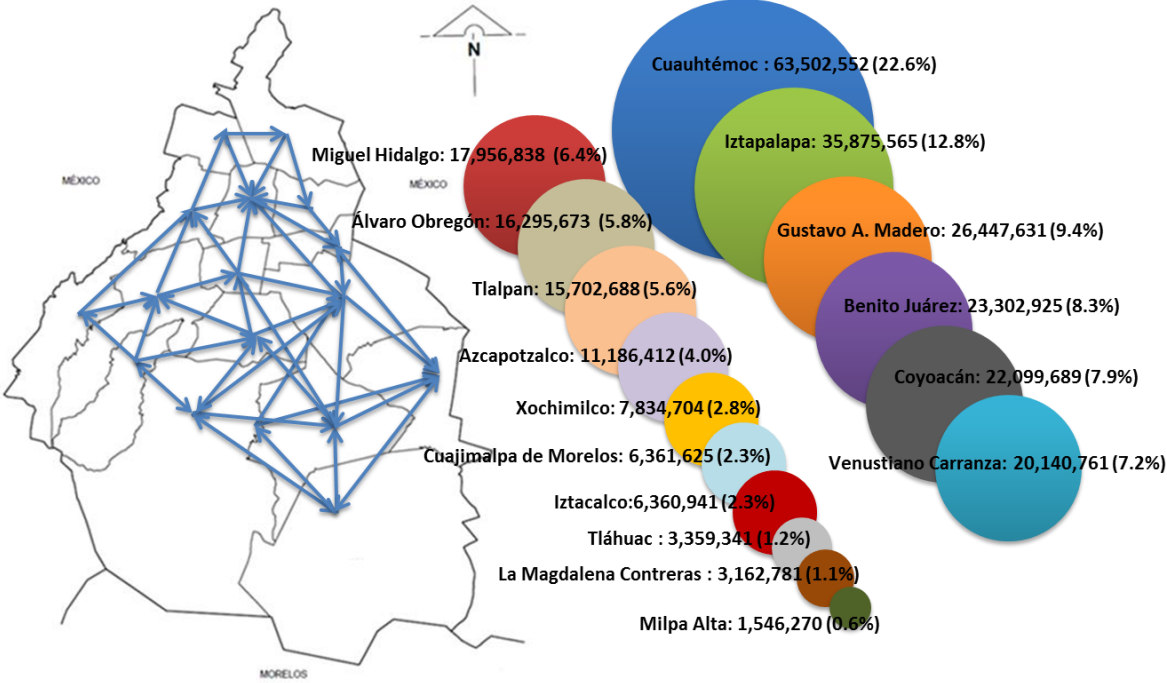 N
MÉXICO
MÉXICO
MORELOS
Cuauhtémoc : 63,502,552 (22.6%)
Iztapalapa: 35,875,565 (12.8%)
Gustavo A. Madero: 26,447,631 (9.4%)
Benito Juárez: 23,302,925 (8.3%)
Coyoacán: 22,099,689 (7.9%)
Venustiano Carranza: 20,140,761 (7.2%)
Miguel Hidalgo: 17,956,838 (6.4%)
Álvaro Obregón: 16,295,673 (5.8%)
Tlalpan: 15,702,688 (5.6%)
Azcapotzalco: 11,186,412 (4.0%)
Xochimilco: 7,834,704 (2.8%)
Cuajimalpa de Morelos: 6,361,625 (2.3%)
Iztacalco:6,360,941 (2.3%)
Tláhuac : 3,359,341 (1.2%)
La Magdalena Contreras : 3,162,781 (1.1%)
Milpa Alta: 1,546,270 (0.6%)